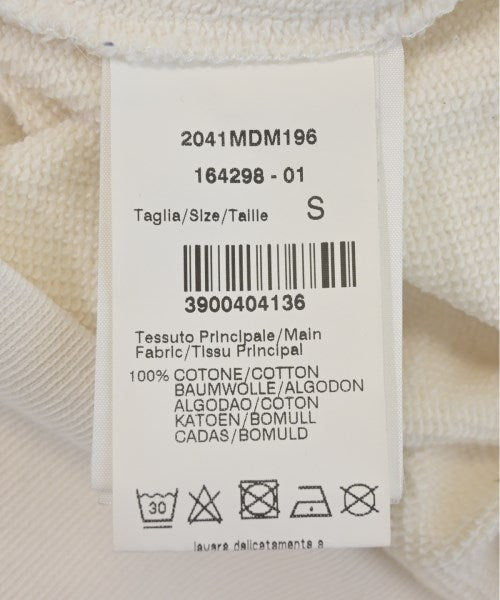 2041MDM196
164298 - 01
Taglia/Size/Taille S
3900404136
Tessuto Principale/Main
Fabric/Tissu Principal
100% COTONE/COTTON
BAUMWOLLE/ALGODON
ALGODAO/COTON
KATOEN/BOMULL
CADAS/BOMULD
30
lavare delicatamente a